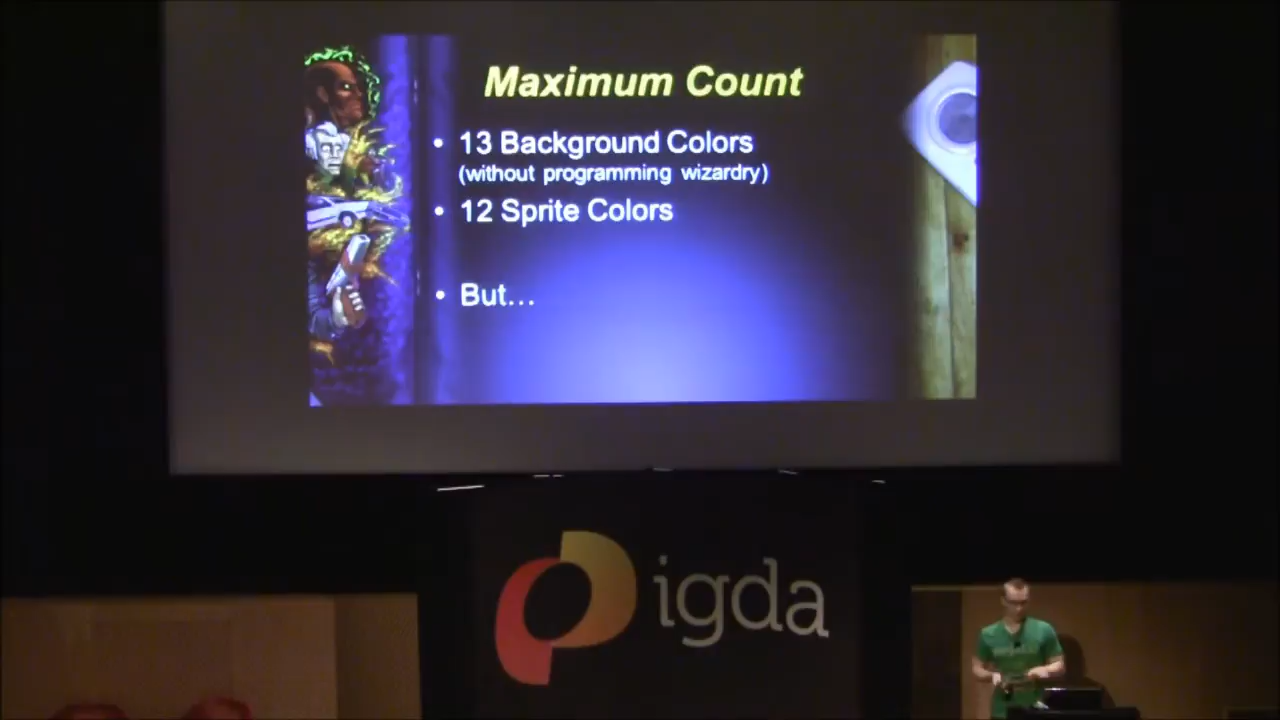 Maximum Count
• 13 Background Colors
(without programming wizardry)
• 12 Sprite Colors
• But…
igda